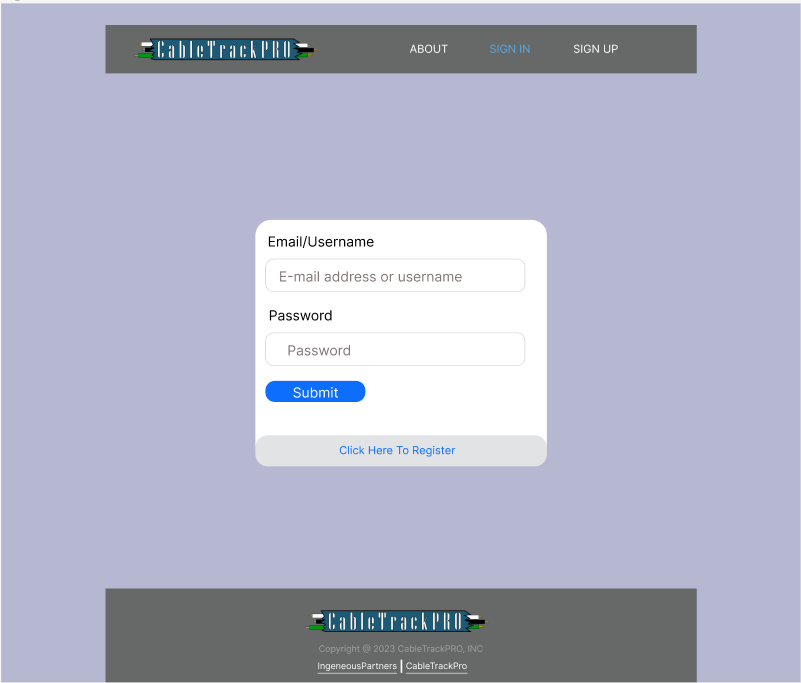 CableTrackPRO
ABOUT SIGN IN SIGN UP
Email/Username
E-mail address or username
Password
Password
Submit
Click Here To Register
CableTrackPRO
Copyright @ 2023 CableTrackPRO, INC
IngeneousPartners | CableTrackPro